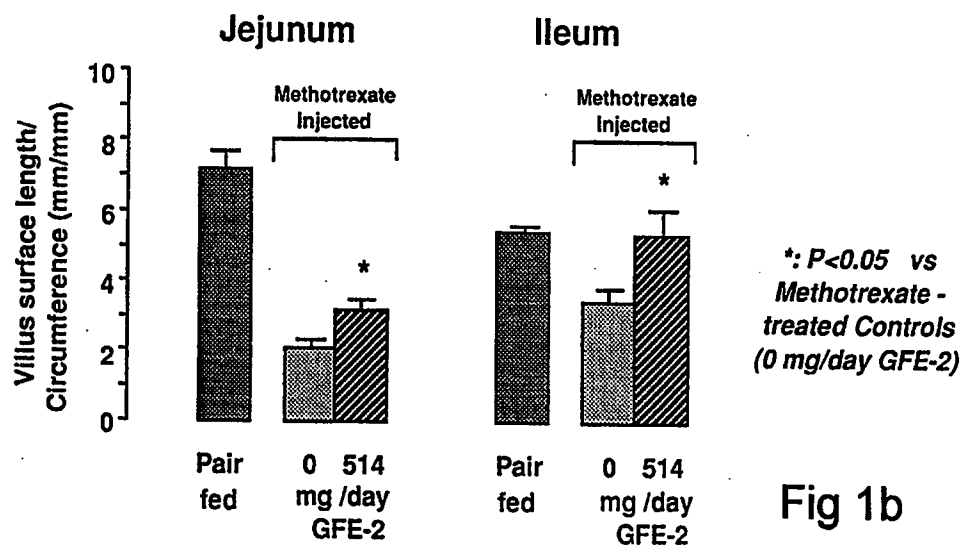 Jejunum
Ileum
Villus surface length/
Circumference (mm/mm)
10
8
6
4
2
0
Methotrexate
Injected
*
Methotrexate
Injected
*
Pair
fed
0 514
mg /day
GFE-2
Pair
fed
0 514
mg /day
GFE-2
*: P<0.05 vs
Methotrexate -
treated Controls
(0 mg/day GFE-2)
Fig 1b